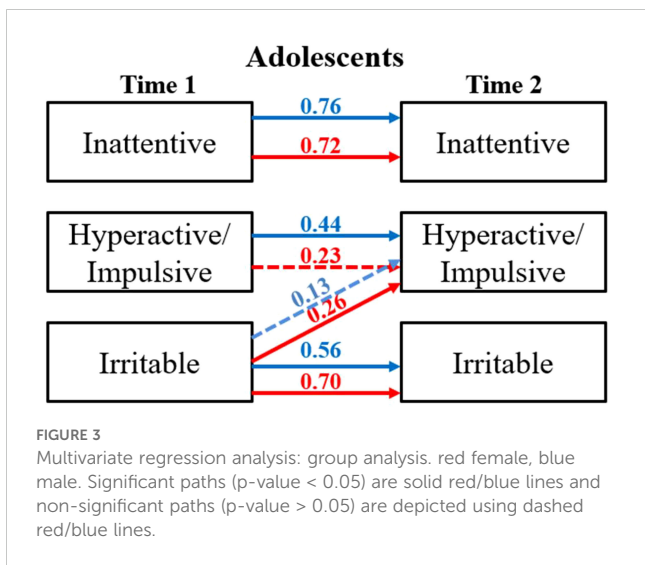 Adolescents
Time 1 Time 2
0.76
Inattentive Inattentive
0.72
Hyperactive/ 0.44 Hyperactive/
Impulsive 0.23 Impulsive
0.13
0.26
Irritable 0.56 Irritable
0.70
FIGURE 3
Multivariate regression analysis: group analysis. red female, blue
male. Significant paths (p-value < 0.05) are solid red/blue lines and
non-significant paths (p-value > 0.05) are depicted using dashed
red/blue lines.